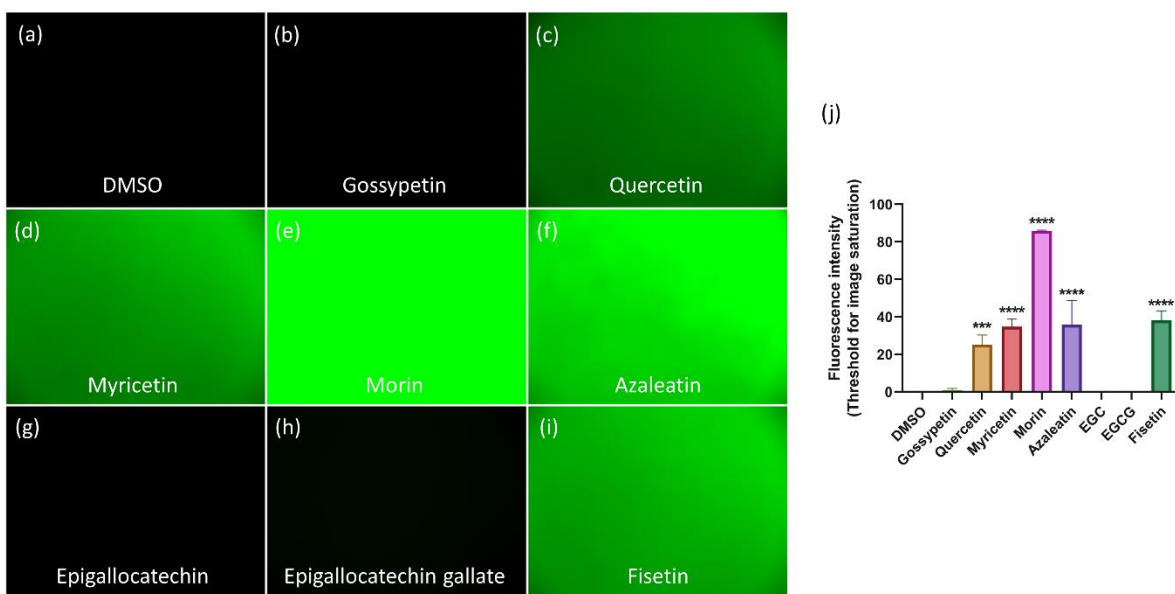 (a)
DMSO
(b)
Gossypetin
(c)
Quercetin
(d)
Myricetin
(e)
Morin
(f)
Azaleatin
(g)
Epigallocatechin
(h)
Epigallocatechin gallate
(i)
Fisetin
(j)
Fluorescence intensity
(Threshold for image saturation)
100
80
60
40
20
0
***
****
****
****
****
DMSO
Gossypetin
Quercetin
Myricetin
Morin
Azaleatin
EGC
EGCG
Fisetin